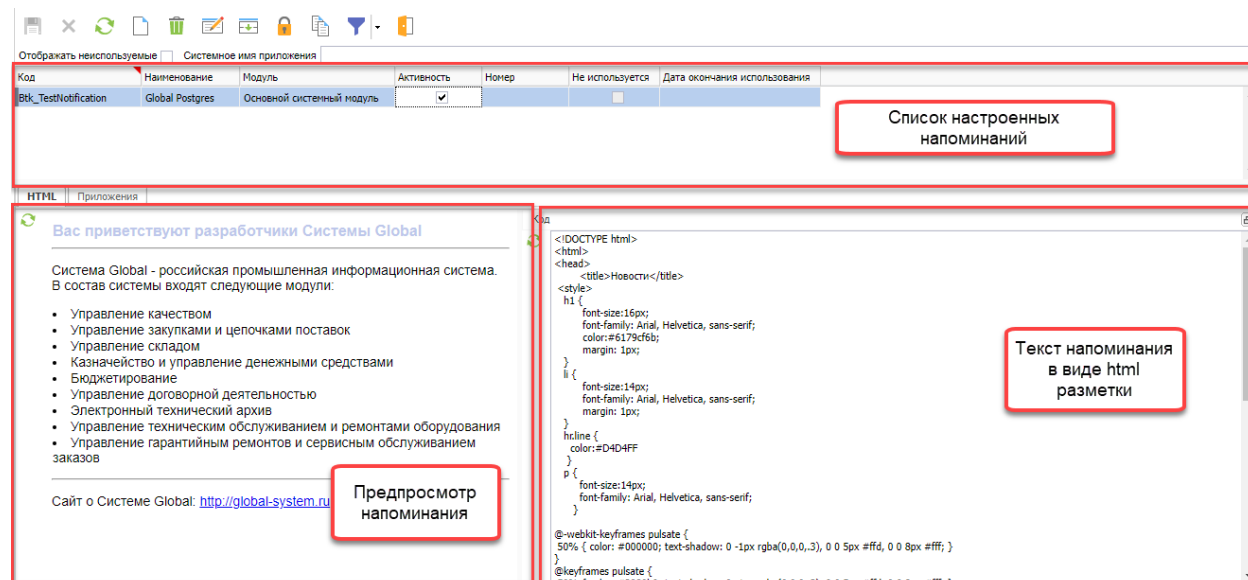 Отображать неиспользуемые Системное имя приложения
Код Наименование Модуль Активность Номер Не используется Дата окончания использования
Btk_TestNotification Global Postgres Основной системный модуль
Список настроенных
напоминаний
HTML Приложения
Вас приветствуют разработчики Системы Global
Система Global - российская промышленная информационная система.
В состав системы входят следующие модули:
• Управление качеством
• Управление закупками и цепочками поставок
• Управление складом
• Казначейство и управление денежными средствами
• Бюджетирование
• Управление договорной деятельностью
• Электронный технический архив
• Управление техническим обслуживанием и ремонтами оборудования
• Управление гарантийным ремонтов и сервисным обслуживанием
заказов
Сайт о Системе Global: http://global-system.ru
Предпросмотр
напоминания
Код
<!DOCTYPE html>
<html>
<head>
<title>Новости</title>
<style>
h1 {
font-size:16px;
font-family: Arial, Helvetica, sans-serif;
color:#6179cf6b;
margin: 1px;
}
li {
font-size:14px;
font-family: Arial, Helvetica, sans-serif;
margin: 1px;
}
hr.line {
color:#D4D4FF
}
p {
font-size:14px;
font-family: Arial, Helvetica, sans-serif;
}
@-webkit-keyframes pulsate {
50% { color: #000000; text-shadow: 0 -1px rgba(0,0,0,.3), 0 0 5px #ffd, 0 0 8px #fff; }
}
@keyframes pulsate {
Текст напоминания
в виде html
разметки